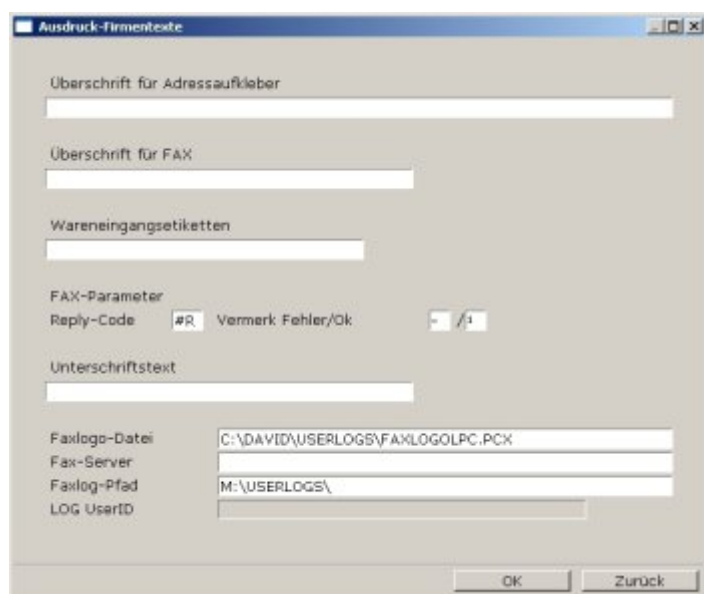 Ausdruck-Firmentexte
Überschrift für Adressaufkleber
Überschrift für FAX
Wareneingangsetiketten
FAX-Parameter
Reply-Code #R Vermerk Fehler/Ok - /
Unterschriftstext
Faxlogo-Datei C:\DAVID\USERLOGS\FAXLOGOLPC.PCX
Fax-Server
Faxlog-Pfad M:\USERLOGS\
LOG UserID
OK Zurück